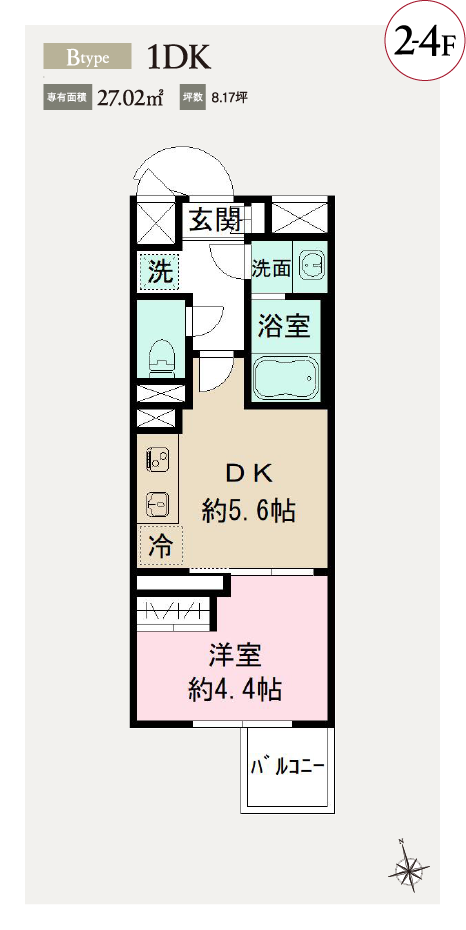 2-4F
Btype 1DK
専有面積 27.02㎡ 坪数 8.17坪
玄関
洗
洗面
浴室
DK
約5.6帖
冷
洋室
約4.4帖
バルコニー
N